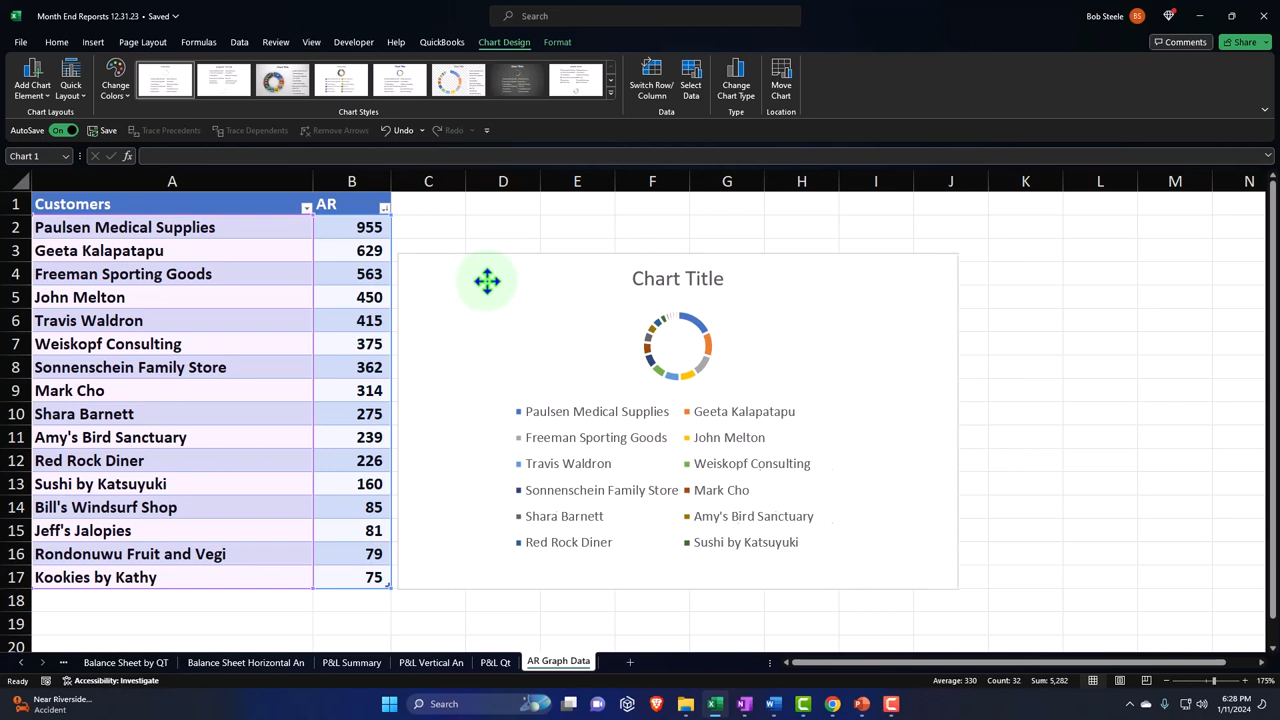 Month End Reporsts 12.31.23 • Saved
Search
Bob Steele BS
File Home Insert Page Layout Formulas Data Review View Developer Help QuickBooks Chart Design Format
Comments Share
Add Chart Element
Quick Layout
Change Colors
Switch Row/ Column
Select Data
Change Chart Type
Move Chart
Chart Layouts Chart Styles Data Type Location
AutoSave On Save Trace Precedents Trace Dependents Remove Arrows Undo Redo
Chart 1 fx
A B C D E F G H I J K L M N
1 Customers AR
2 Paulsen Medical Supplies 955
3 Geeta Kalapatapu 629
4 Freeman Sporting Goods 563
5 John Melton 450
6 Travis Waldron 415
7 Weiskopf Consulting 375
8 Sonnenschein Family Store 362
9 Mark Cho 314
10 Shara Barnett 275
11 Amy's Bird Sanctuary 239
12 Red Rock Diner 226
13 Sushi by Katsuyuki 160
14 Bill's Windsurf Shop 85
15 Jeff's Jalopies 81
16 Rondonuwu Fruit and Vegi 79
17 Kookies by Kathy 75
18
19
20
Chart Title
Paulsen Medical Supplies Geeta Kalapatapu
Freeman Sporting Goods John Melton
Travis Waldron Weiskopf Consulting
Sonnenschein Family Store Mark Cho
Shara Barnett Amy's Bird Sanctuary
Red Rock Diner Sushi by Katsuyuki
Balance Sheet by QT Balance Sheet Horizontal An P&L Summary P&L Vertical An P&L Qt AR Graph Data
Ready Accessibility: Investigate Average: 330 Count: 32 Sum: 5,282 175%
Near Riverside...
Accident
Search
6:28 PM
1/11/2024